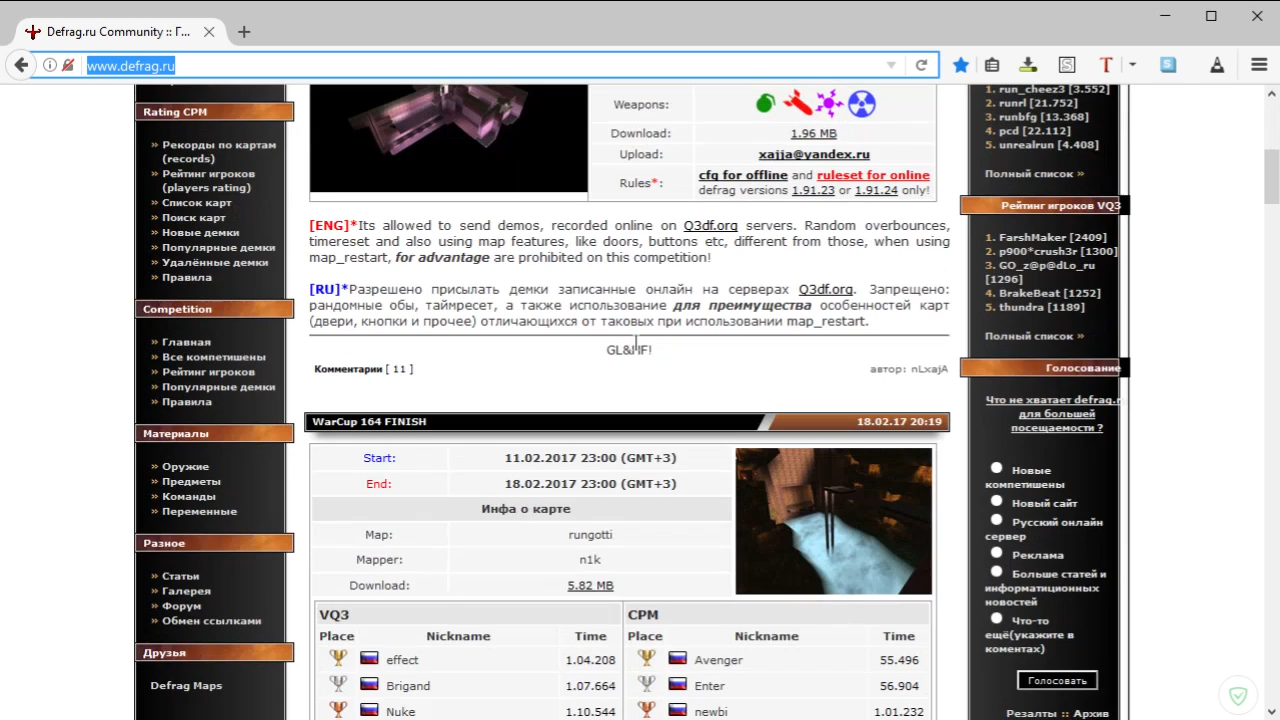 Defrag.ru Community :: Г...
www.defrag.ru
Rating CPM
» Рекорды по картам
(records)
» Рейтинг игроков
(players rating)
» Список карт
» Поиск карт
» Новые демки
» Популярные демки
» Удалённые демки
» Правила
Competition
» Главная
» Все компетишены
» Рейтинг игроков
» Популярные демки
» Правила
Материалы
» Оружие
» Предметы
» Команды
» Переменные
Разное
» Статьи
» Галерея
» Форум
» Обмен ссылками
Друзья
Defrag Maps
Weapons:
Download: 1.96 MB
Upload: xajja@yandex.ru
Rules*: cfg for offline and ruleset for online
defrag versions 1.91.23 or 1.91.24 only!
[ENG]*Its allowed to send demos, recorded online on Q3df.org servers. Random overbounces,
timereset and also using map features, like doors, buttons etc, different from those, when using
map_restart, for advantage are prohibited on this competition!
[RU]*Разрешено присылать демки записанные онлайн на серверах Q3df.org. Запрещено:
рандомные обы, таймресет, а также использование для преимущества особенностей карт
(двери, кнопки и прочее) отличающихся от таковых при использовании map_restart.
GL&HF!
Комментарии [ 11 ] автор: nLxajA
WarCup 164 FINISH 18.02.17 20:19
Start: 11.02.2017 23:00 (GMT+3)
End: 18.02.2017 23:00 (GMT+3)
Инфа о карте
Map: rungotti
Mapper: n1k
Download: 5.82 MB
VQ3 CPM
Place Nickname Time Place Nickname Time
effect 1.04.208 Avenger 55.496
Brigand 1.07.664 Enter 56.904
Nuke 1.10.544 newbi 1.01.232
1. run_cheez3 [3.552]
2. runrl [21.752]
3. runbfg [13.368]
4. pcd [22.112]
5. unrealrun [4.408]
Полный список »
Рейтинг игроков VQ3
1. FarshMaker [2409]
2. p900*crush3r [1300]
3. GO_z@p@dLo_ru
[1296]
4. BrakeBeat [1252]
5. thundra [1189]
Полный список »
Голосование
Что не хватает defrag.r
для большей
посещаемости ?
Новые
компетишены
Новый сайт
Русский онлайн
сервер
Реклама
Больше статей и
информатиционных
новостей
Что-то
ещё(укажите в
коментах)
Голосовать
Резалты :: Архив